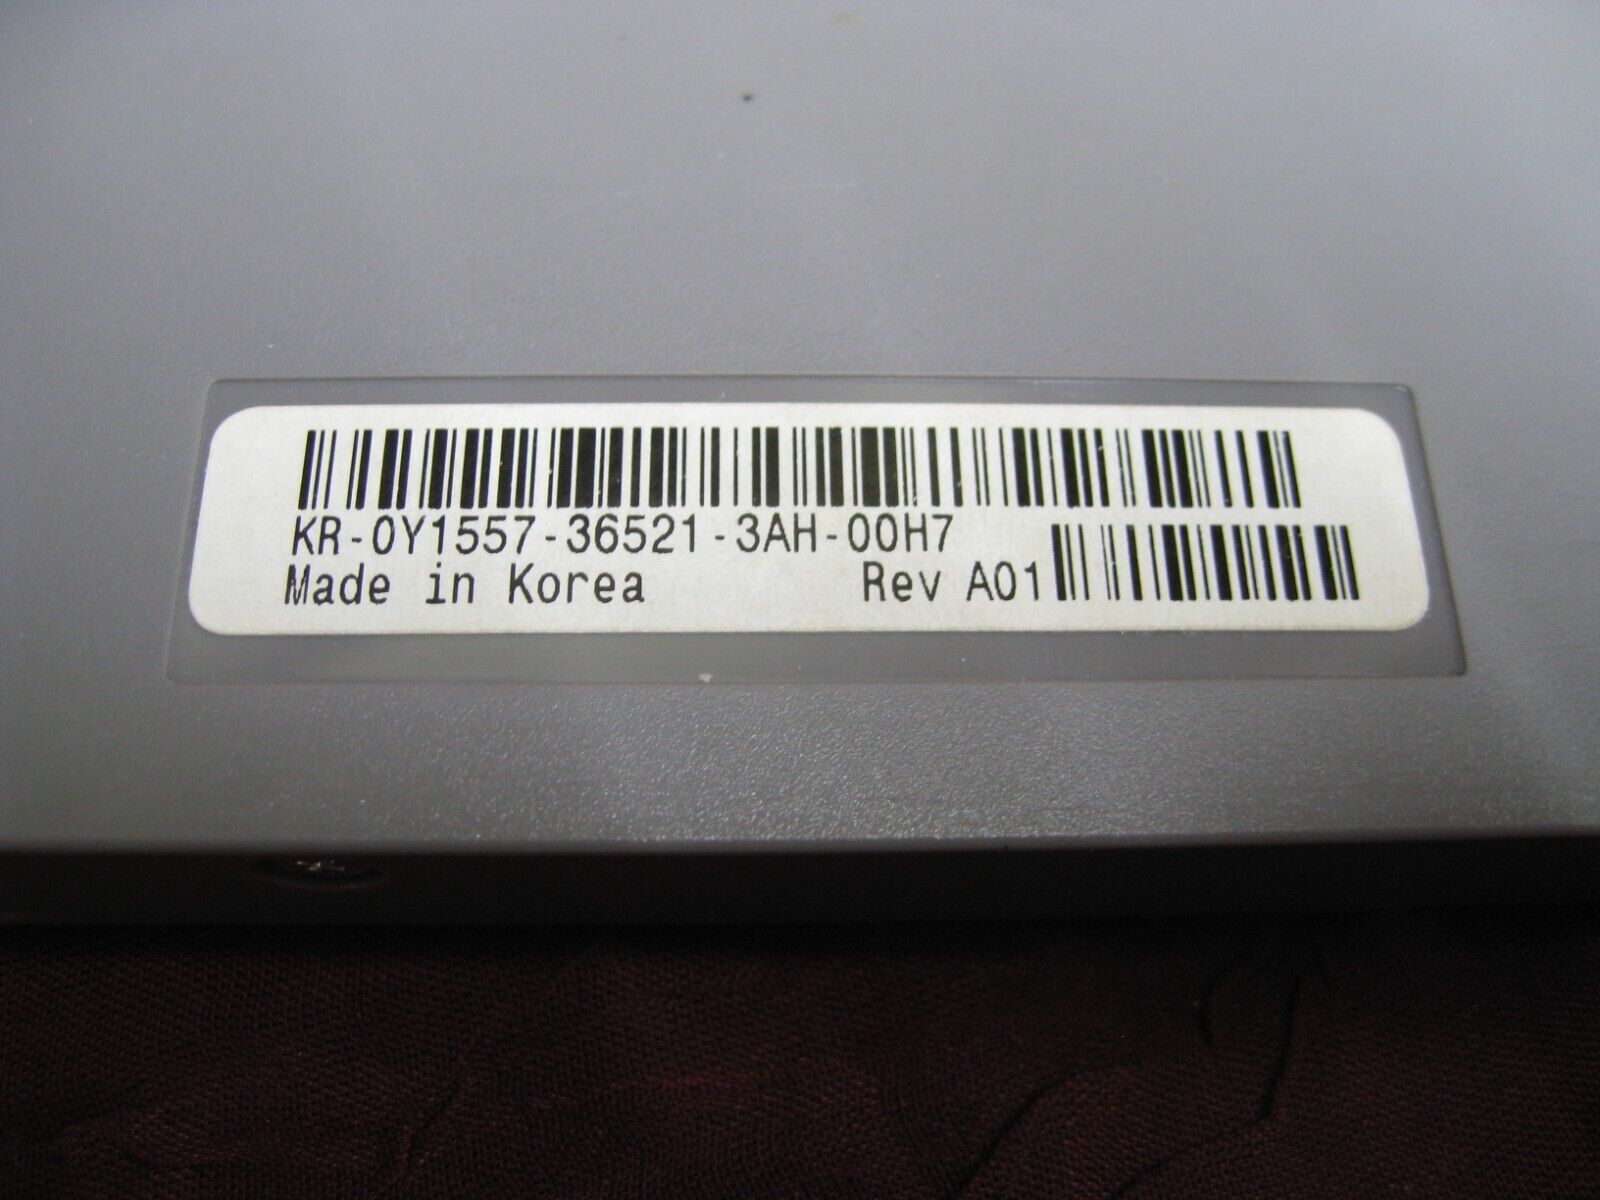 KR-0Y1557-36521-3AH-00H7
Made in Korea Rev A01